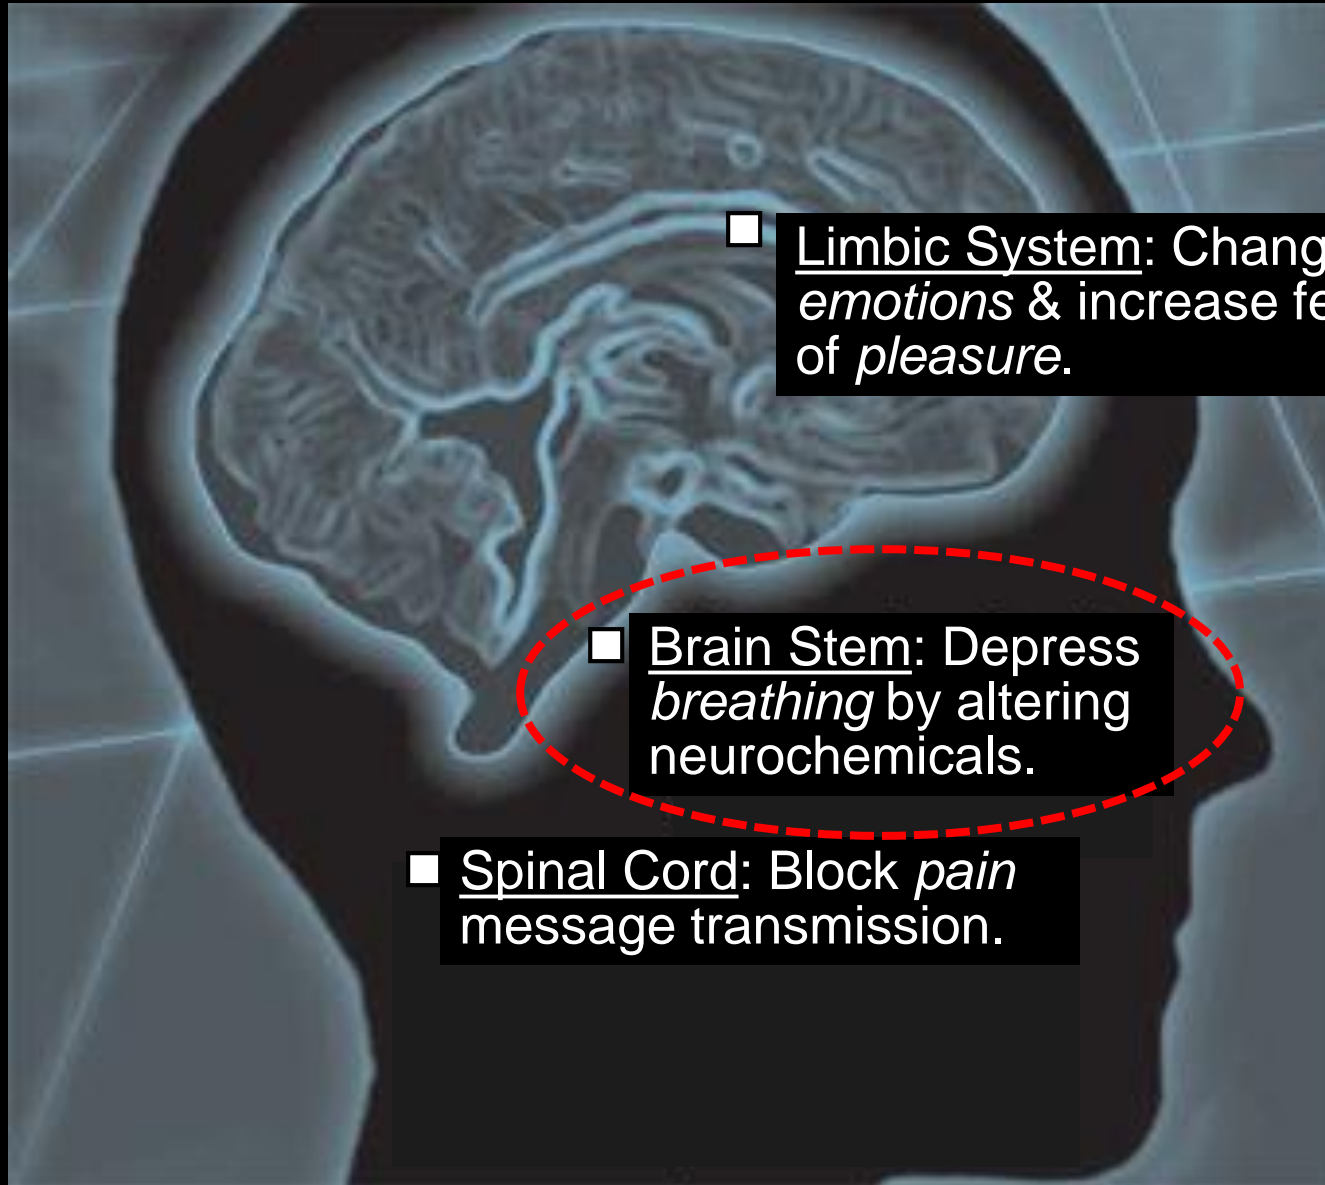 Limbic System: Chang
emotions & increase fe
of pleasure.
Brain Stem: Depress
breathing by altering
neurochemicals.
Spinal Cord: Block pain
message transmission.